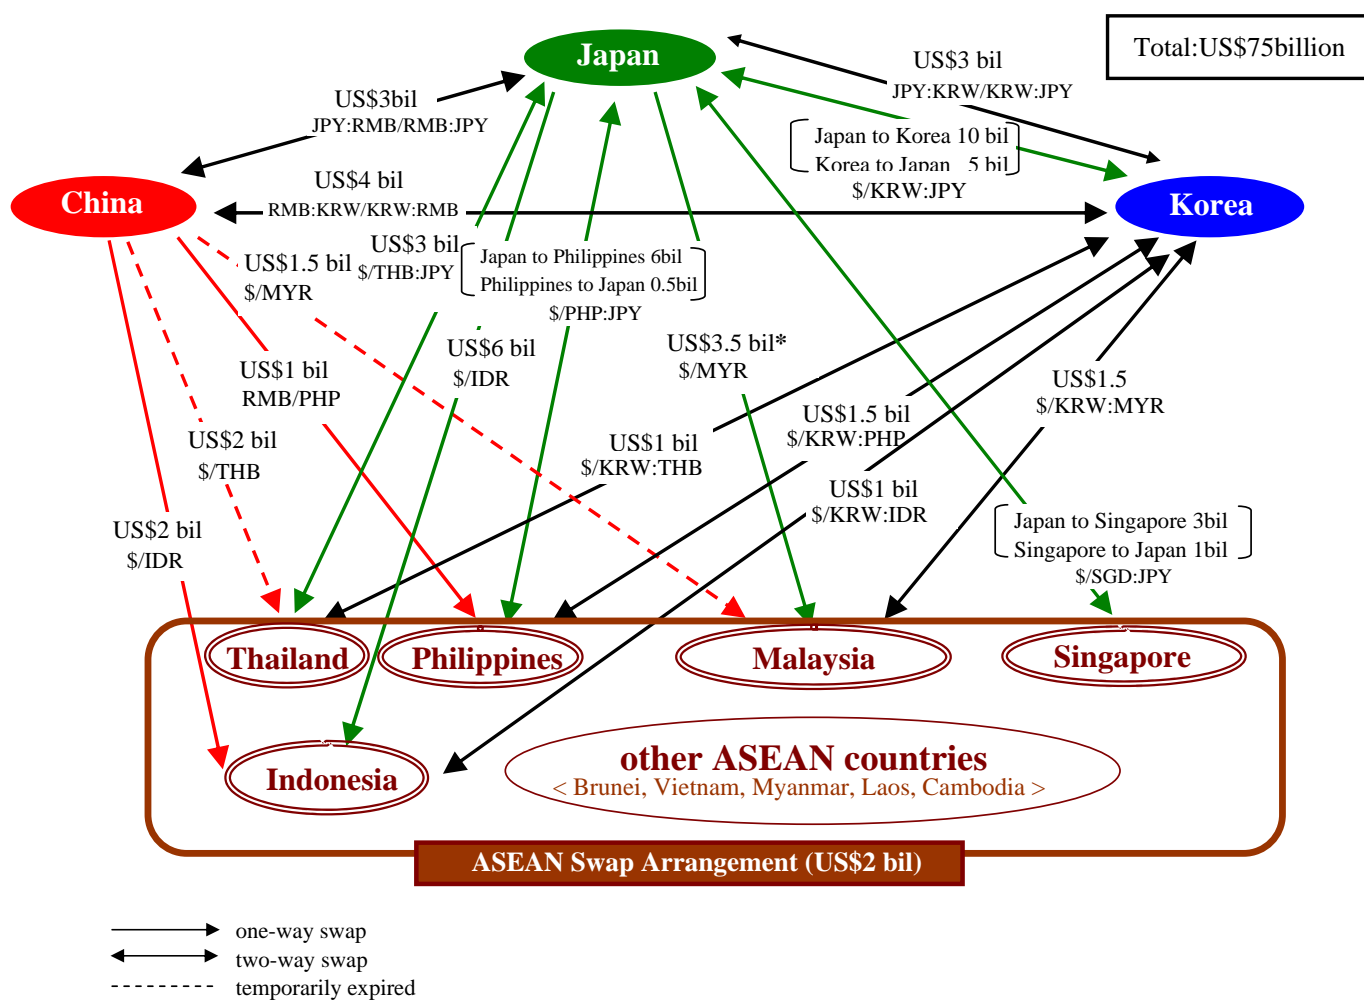 Japan
Total:US$75billion
US$3 bil
JPY:KRW/KRW:JPY
US$3bil
JPY:RMB/RMB:JPY
Japan to Korea 10 bil
Korea to Japan 5 bil
$/KRW:JPY
China
US$4 bil
RMB:KRW/KRW:RMB
Korea
US$3 bil
$/THB:JPY
Japan to Philippines 6bil
Philippines to Japan 0.5bil
$/PHP:JPY
US$1.5 bil
$/MYR
US$6 bil
$/IDR
US$3.5 bil*
$/MYR
US$1 bil
RMB/PHP
US$1.5
$/KRW:MYR
US$2 bil
$/THB
US$1 bil
$/KRW:THB
US$1.5 bil
$/KRW:PHP
US$1 bil
$/KRW:IDR
US$2 bil
$/IDR
Japan to Singapore 3bil
Singapore to Japan 1bil
$/SGD:JPY
Thailand
Philippines
Malaysia
Singapore
Indonesia
other ASEAN countries
< Brunei, Vietnam, Myanmar, Laos, Cambodia >
ASEAN Swap Arrangement (US$2 bil)
one-way swap
two-way swap
temporarily expired